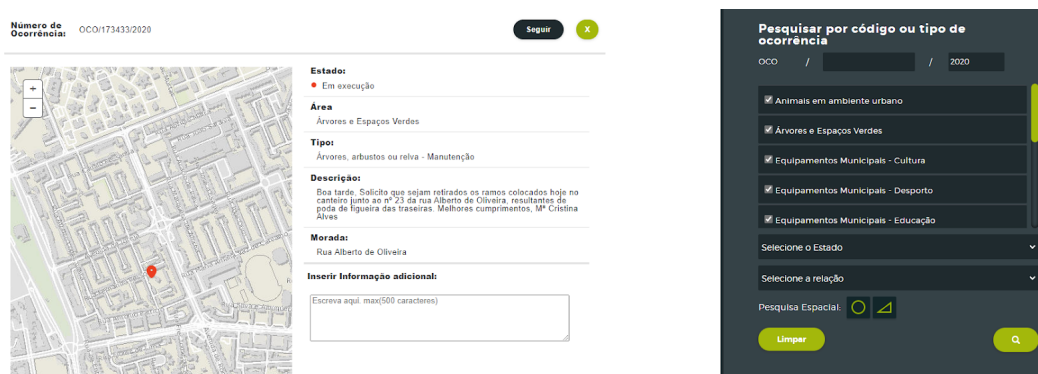 Número de
Ocorrência:
OCO/173433/2020
Seguir
X
+
−
Estado:
Em execução
Área
Árvores e Espaços Verdes
Tipo:
Árvores, arbustos ou relva - Manutenção
Descrição:
Boa tarde, Solicito que sejam retirados os ramos colocados hoje no
canteiro junto ao nº 23 da rua Alberto de Oliveira, resultantes de
poda de figueira das traseiras. Melhores cumprimentos, Mª Cristina
Alves
Morada:
Rua Alberto de Oliveira
Inserir Informação adicional:
Escreva aqui. max(500 caracteres)
Pesquisar por código ou tipo de
ocorrência
OCO / / 2020
Animais em ambiente urbano
Árvores e Espaços Verdes
Equipamentos Municipais - Cultura
Equipamentos Municipais - Desporto
Equipamentos Municipais - Educação
Selecione o Estado
Selecione a relação
Pesquisa Espacial:
Limpar